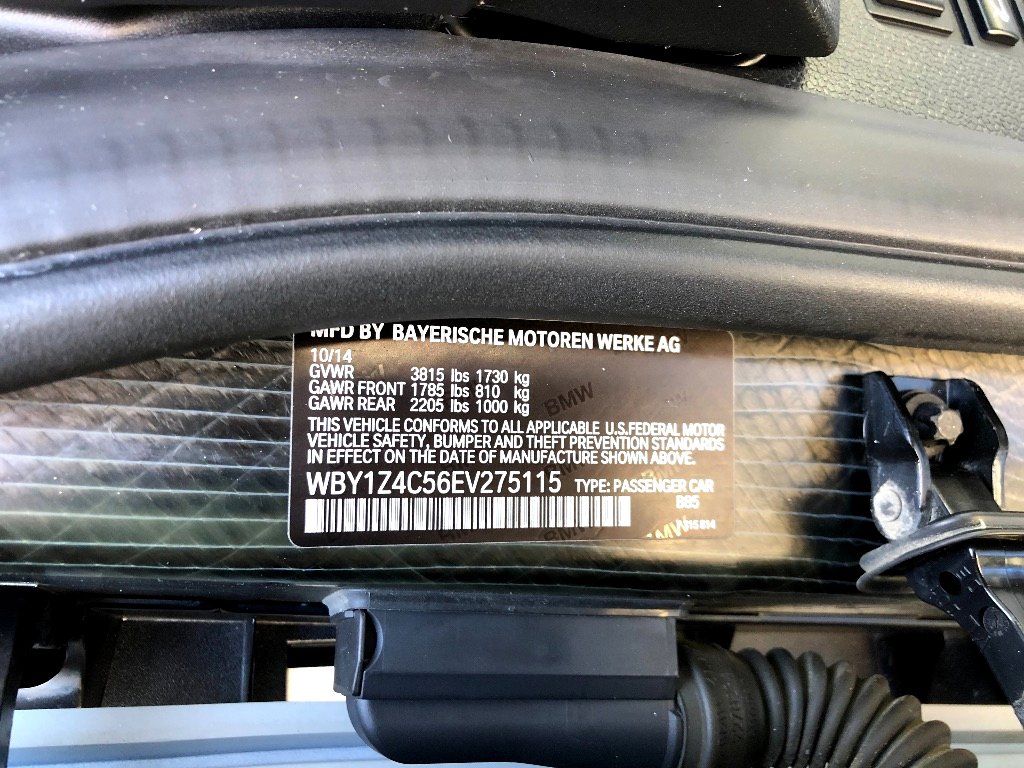 MFD BY BAYERISCHE MOTOREN WERKE AG
10/14
GVWR 3815 lbs 1730 kg
GAWR FRONT 1785 lbs 810 kg
GAWR REAR 2205 lbs 1000 kg
BMW
THIS VEHICLE CONFORMS TO ALL APPLICABLE U.S.FEDERAL MOTOR
VEHICLE SAFETY, BUMPER AND THEFT PREVENTION STANDARDS
IN EFFECT ON THE DATE OF MANUFACTURE SHOWN ABOVE.
WBY1Z4C56EV275115 TYPE: PASSENGER CAR
BMW